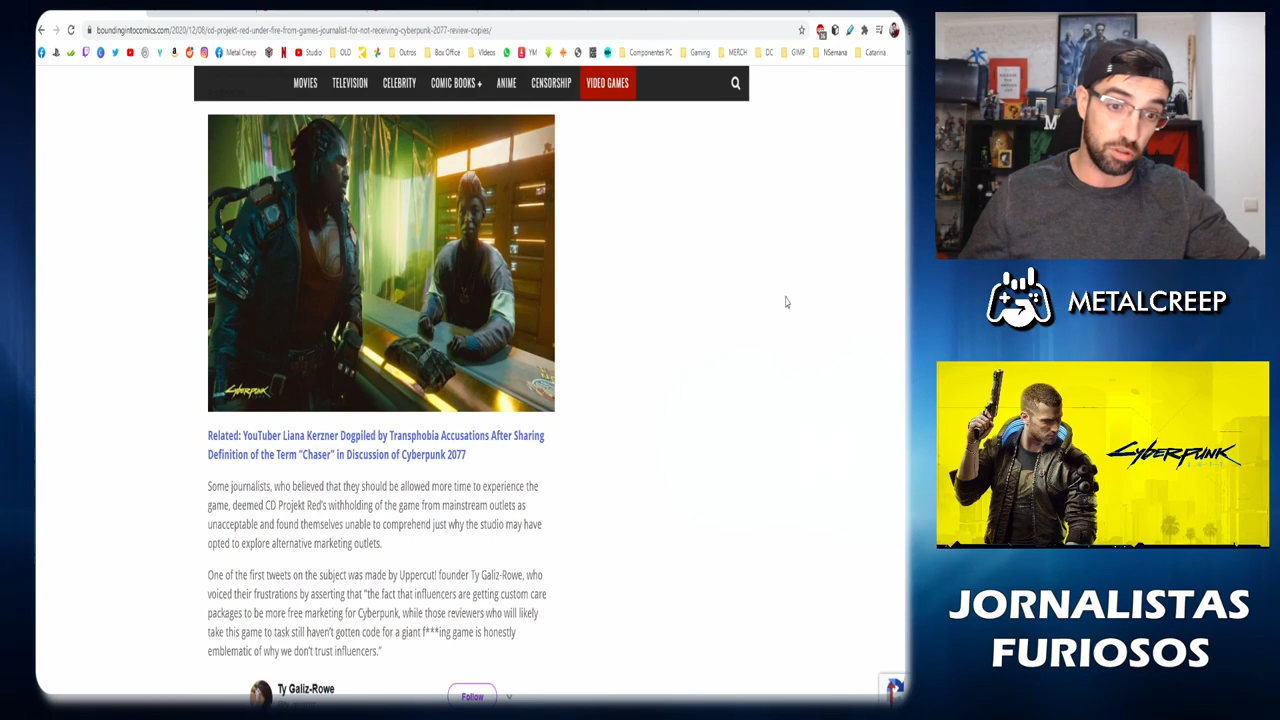 boundingintocomics.com/2020/12/08/cd-projekt-red-under-fire-from-games-journalist-for-not-receiving-cyberpunk-2077-review-copies/
Metal Creep
Studio
OLD
Outros
Box Office
Vídeos
YM
Componentes PC
Gaming
MERCH
DC
GIMP
NSemana
Catarina
MOVIES TELEVISION CELEBRITY COMIC BOOKS + ANIME CENSORSHIP VIDEO GAMES
CYBERPUNK
Related: YouTuber Liana Kerzner Dogpiled by Transphobia Accusations After Sharing
Definition of the Term "Chaser" in Discussion of Cyberpunk 2077
Some journalists, who believed that they should be allowed more time to experience the
game, deemed CD Projekt Red's withholding of the game from mainstream outlets as
unacceptable and found themselves unable to comprehend just why the studio may have
opted to explore alternative marketing outlets.
One of the first tweets on the subject was made by Uppercut! founder Ty Galiz-Rowe, who
voiced their frustrations by asserting that "the fact that influencers are getting custom care
packages to be more free marketing for Cyberpunk, while those reviewers who will likely
take this game to task still haven't gotten code for a giant f***ing game is honestly
emblematic of why we don't trust influencers."
Ty Galiz-Rowe
Follow
METALCREEP
CYBERPUNK
JORNALISTAS
FURIOSOS